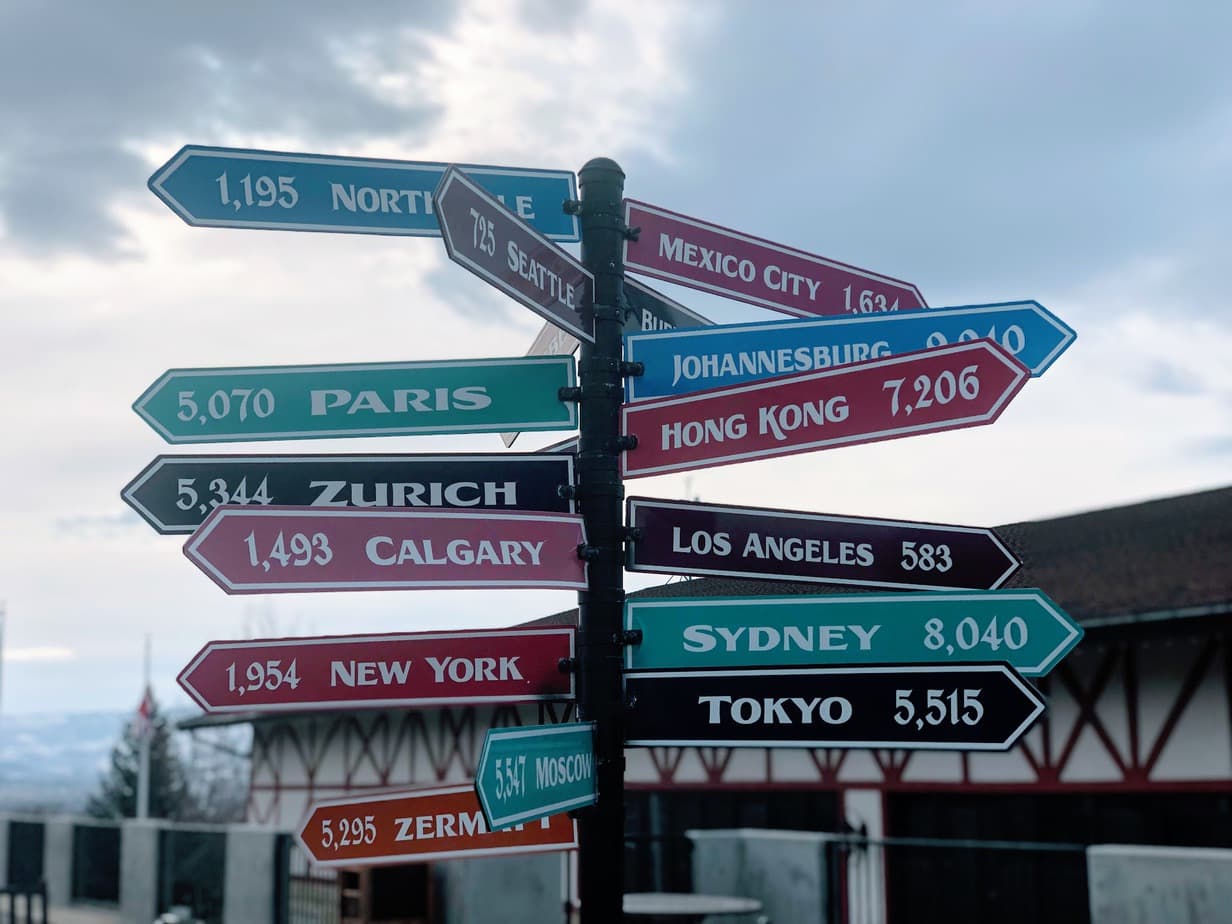 1,195 
725 SEATTLE
MEXICO CITY 1,634
JOHANNESBURG
5,070 PARIS
HONG KONG 7,206
5,344 ZURICH
1,493 CALGARY
LOS ANGELES 583
1,954 NEW YORK
SYDNEY 8,040
TOKYO 5,515
5,547 MOSCOW
5,295